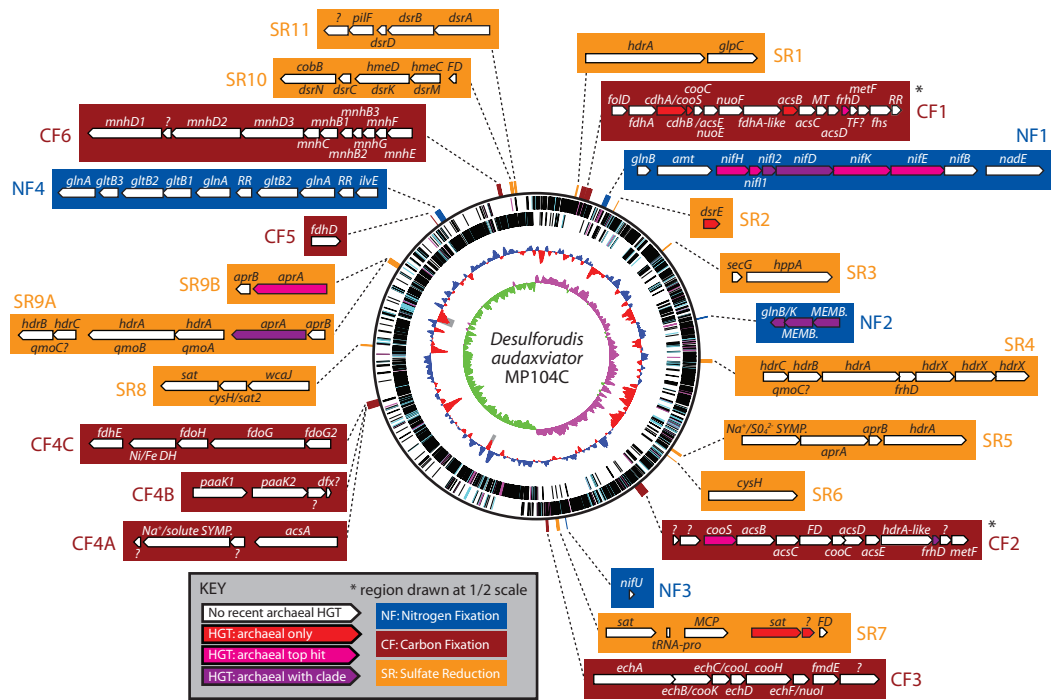 SR11
? pilF dsrB dsrA
dsrD
SR10
cobB hmeD hmeC FD
dsrN dsrC dsrK dsrM
CF6
mnhD1 ? mnhD2 mnhD3 mnhB1 mnhB3 mnhF
mnhC mnhB2 mnhG mnhE
NF4
glnA gltB3 gltB2 gltB1 glnA RR gltB2 glnA RR ilvE
CF5
fdhD
SR9B
aprB aprA
SR9A
hdrB hdrC hdrA hdrA aprA aprB
qmoC? qmoB qmoA
SR8
sat wcaJ
cysH/sat2
CF4C
fdhE fdoH fdoG fdoG2
Ni/Fe DH
CF4B
paaK1 paaK2 dfx?
?
CF4A
Na⁺/solute SYMP. acsA
? ?
SR1
hdrA glpC
CF1
*
folD cdhA/cooS cooC nuoF acsB MT frhD metF RR
fdhA cdhB/acsE nuoE fdhA-like acsC acsD TF? fhs
NF1
glnB amt nifH nifI2 nifD nifK nifE nifB nadE
nifI1
SR2
dsrE
SR3
secG hppA
NF2
glnB/K MEMB.
MEMB.
SR4
hdrC hdrB hdrA hdrX hdrX hdrX
qmoC? frhD
SR5
Na⁺/S0₂²⁻ SYMP. aprB hdrA
aprA
SR6
cysH
CF2
*
? ? cooS acsB FD acsD hdrA-like ?
acsC cooC acsE frhD metF
NF3
nifU
SR7
sat MCP sat ? FD
tRNA-pro
CF3
echA echC/cooL cooH fmdE ?
echB/cooK echD echF/nuoI
Desulforudis
audaxviator
MP104C
KEY
* region drawn at 1/2 scale
No recent archaeal HGT
HGT: archaeal only
HGT: archaeal top hit
HGT: archaeal with clade
NF: Nitrogen Fixation
CF: Carbon Fixation
SR: Sulfate Reduction